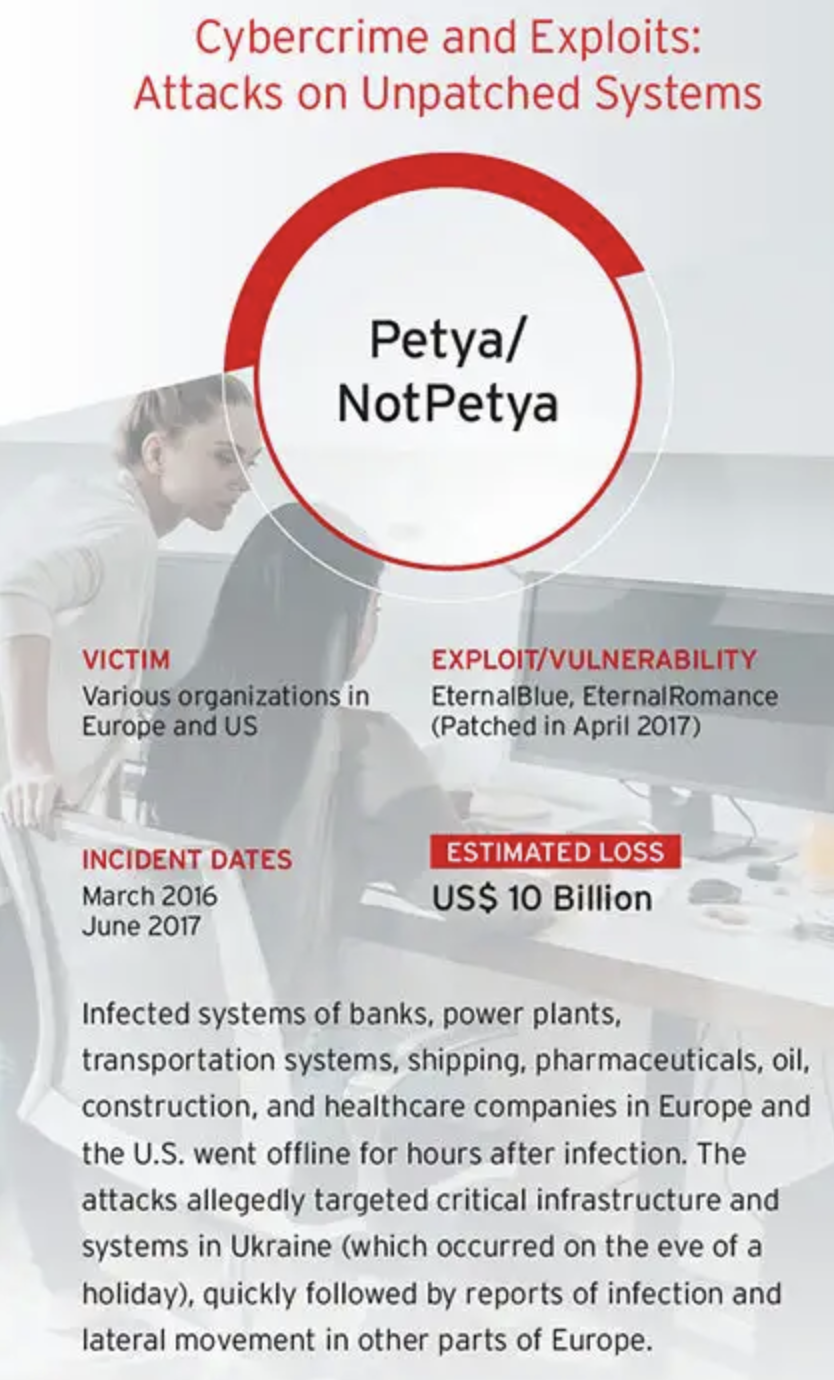 Cybercrime and Exploits:
Attacks on Unpatched Systems
Petya/
NotPetya
VICTIM
Various organizations in
Europe and US
EXPLOIT/VULNERABILITY
EternalBlue, EternalRomance
(Patched in April 2017)
INCIDENT DATES
March 2016
June 2017
ESTIMATED LOSS
US$ 10 Billion
Infected systems of banks, power plants,
transportation systems, shipping, pharmaceuticals, oil,
construction, and healthcare companies in Europe and
the U.S. went offline for hours after infection. The
attacks allegedly targeted critical infrastructure and
systems in Ukraine (which occurred on the eve of a
holiday), quickly followed by reports of infection and
lateral movement in other parts of Europe.